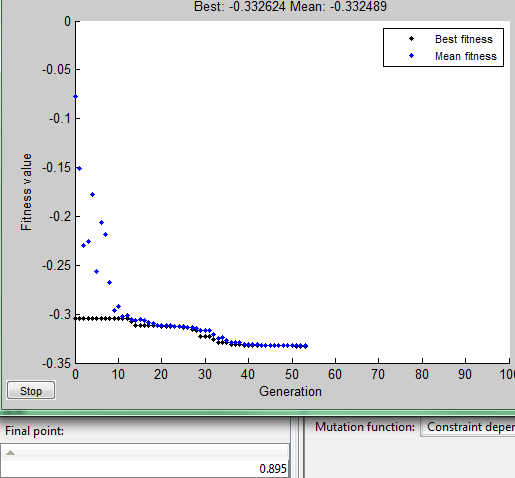 Best: -0.332624 Mean: -0.332489
0
Best fitness
Mean fitness
-0.05
-0.1
-0.15
Fitness value
-0.2
-0.25
-0.3
-0.35
0 10 20 30 40 50 60 70 80 90 100
Generation
Stop
Final point:
Mutation function: Constraint deper
0.895